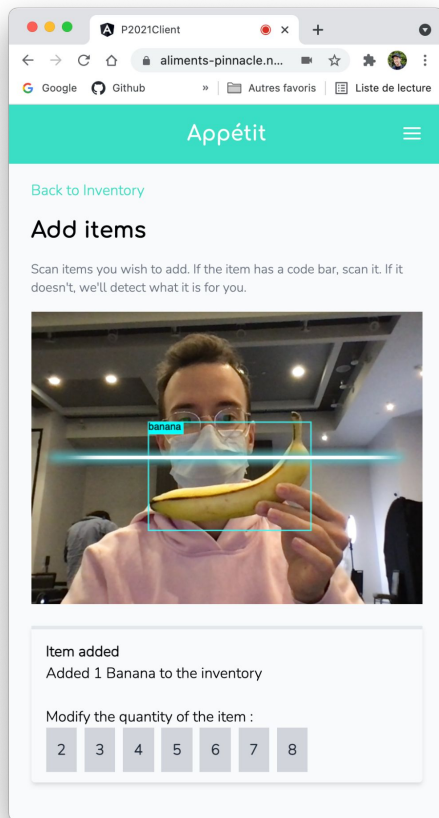 P2021Client
aliments-pinnacle.n...
Google Github » Autres favoris Liste de lecture
Appétit
Back to Inventory
Add items
Scan items you wish to add. If the item has a code bar, scan it. If it
doesn't, we'll detect what it is for you.
banana
Item added
Added 1 Banana to the inventory
Modify the quantity of the item :
2 3 4 5 6 7 8